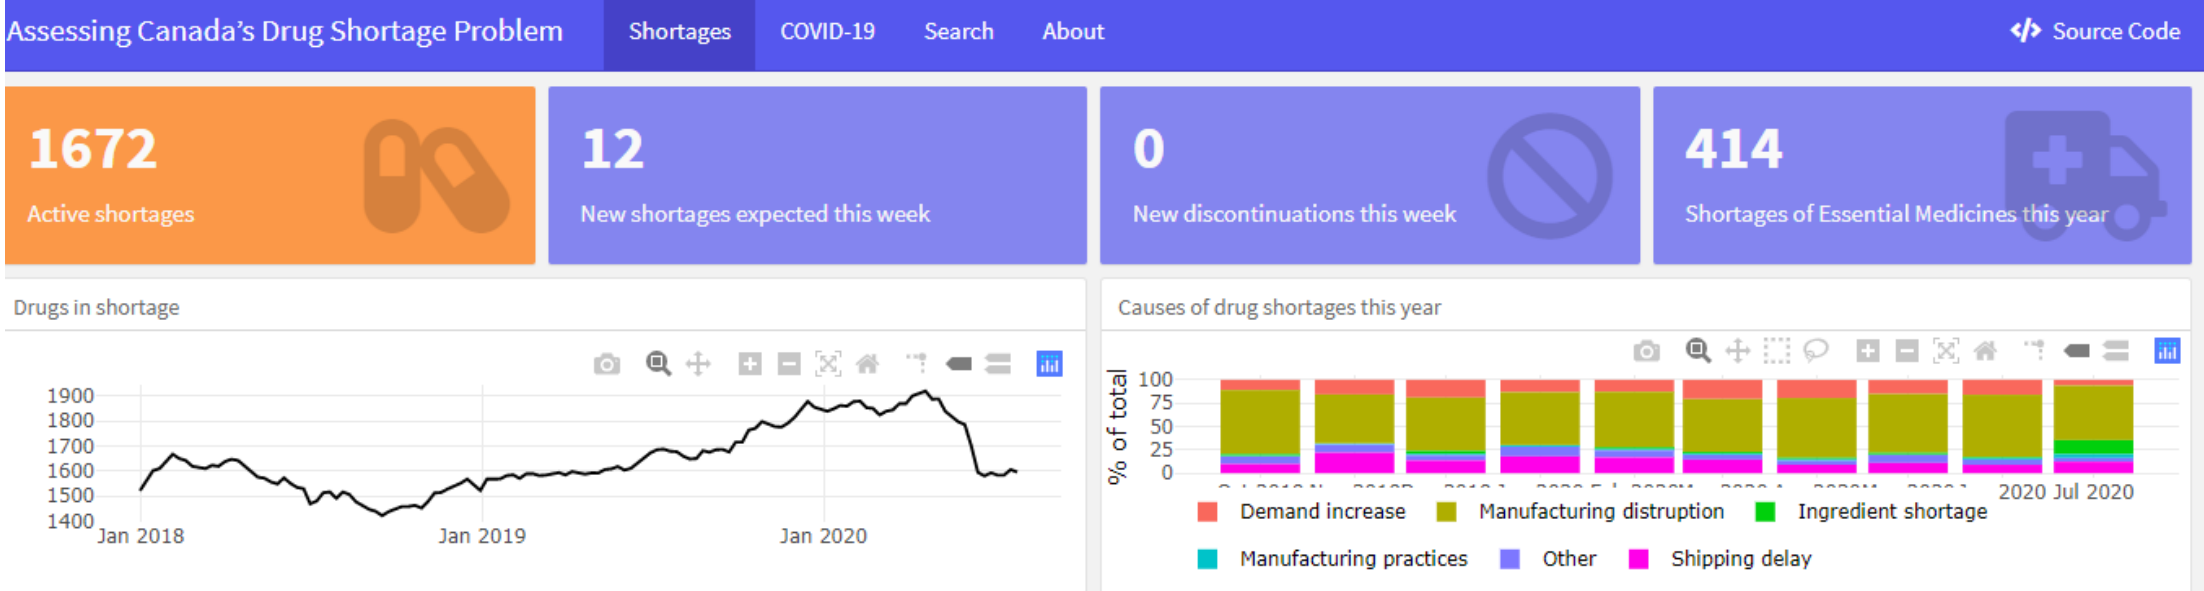 Assessing Canada's Drug Shortage Problem
Shortages
COVID-19
Search
About
Source Code
1672
Active shortages
12
New shortages expected this week
0
New discontinuations this week
414
Shortages of Essential Medicines this year
Drugs in shortage
1900
1800
1700
1600
1500
1400
Jan 2018
Jan 2019
Jan 2020
Causes of drug shortages this year
% of total
100
75
50
25
0
2020 Jul 2020
Demand increase
Manufacturing distruption
Ingredient shortage
Manufacturing practices
Other
Shipping delay